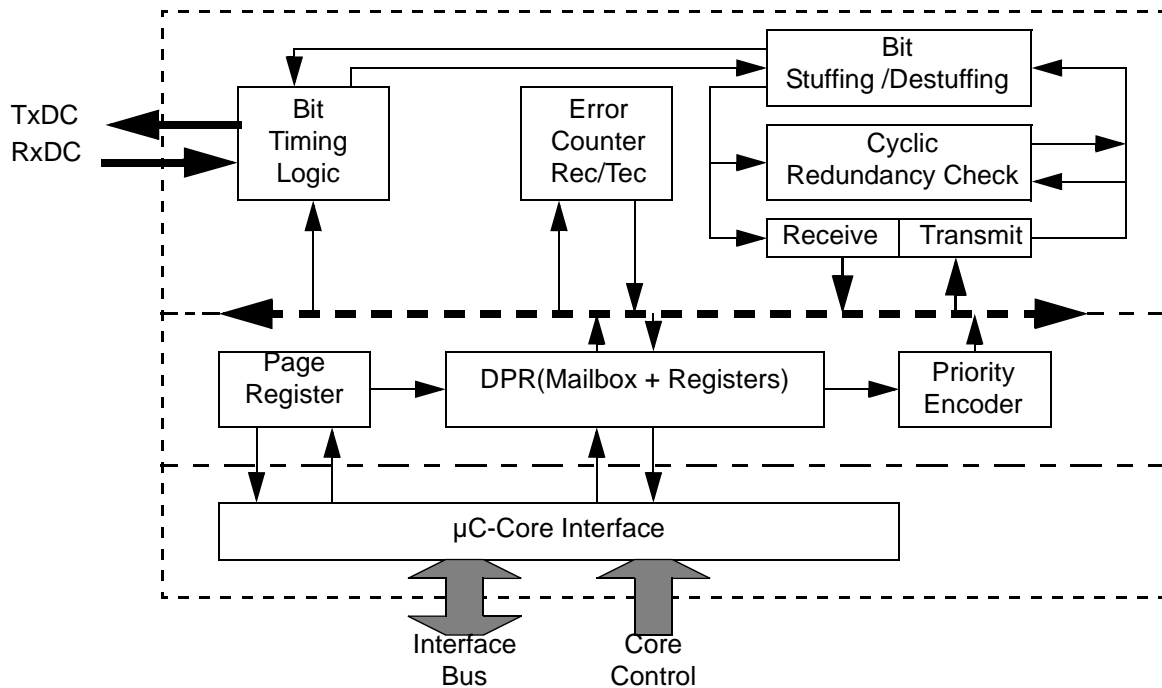 TxDC
RxDC
Bit
Timing
Logic
Error
Counter
Rec/Tec
Bit
Stuffing /Destuffing
Cyclic
Redundancy Check
Receive
Transmit
Page
Register
DPR(Mailbox + Registers)
Priority
Encoder
µC-Core Interface
Interface
Bus
Core
Control